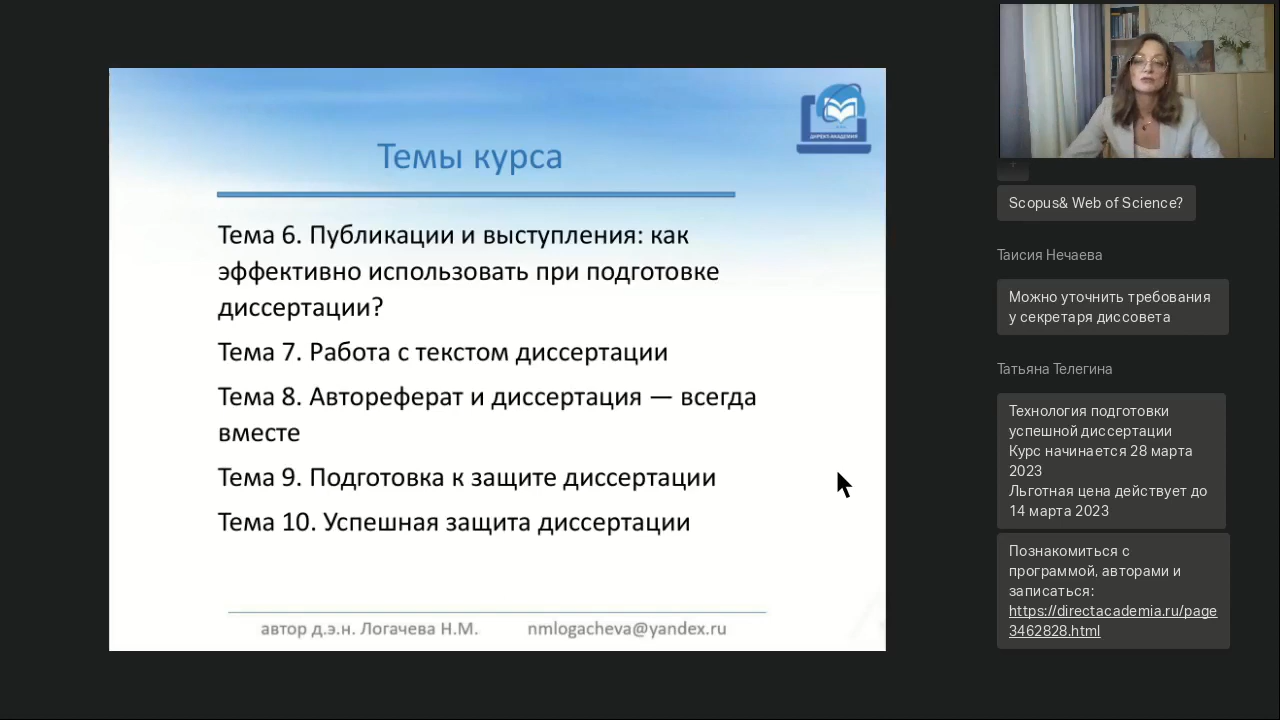 Темы курса
Тема 6. Публикации и выступления: как
эффективно использовать при подготовке
диссертации?
Тема 7. Работа с текстом диссертации
Тема 8. Автореферат и диссертация — всегда
вместе
Тема 9. Подготовка к защите диссертации
Тема 10. Успешная защита диссертации
автор д.э.н. Логачева Н.М. nmlogacheva@yandex.ru
ДИРЕКТ-АКАДЕМИЯ
Scopus& Web of Science?
Таисия Нечаева
Можно уточнить требования
у секретаря диссовета
Татьяна Телегина
Технология подготовки
успешной диссертации
Курс начинается 28 марта
2023
Льготная цена действует до
14 марта 2023
Познакомиться с
программой, авторами и
записаться:
https://directacademia.ru/page
3462828.html